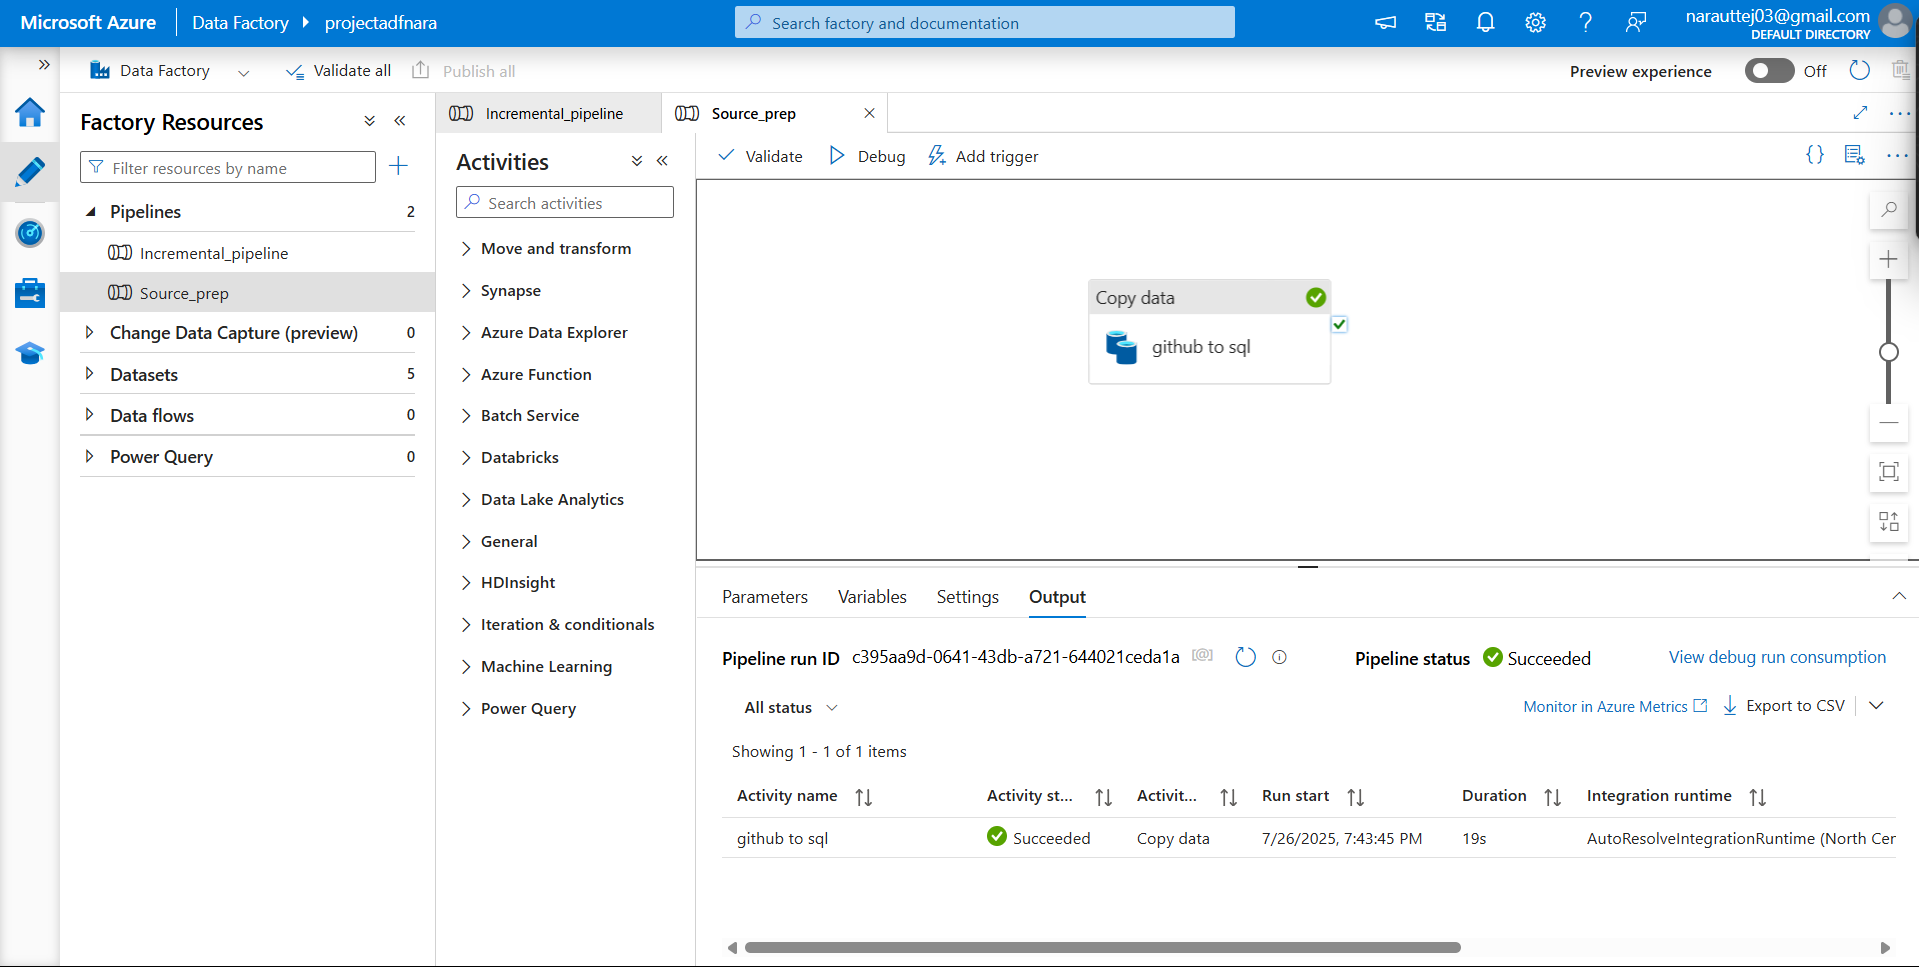 Microsoft Azure
Data Factory
projectadfnara
Search factory and documentation
narauttej03@gmail.com
DEFAULT DIRECTORY
Data Factory
Validate all
Publish all
Preview experience
Off
Factory Resources
Filter resources by name
Pipelines 2
Incremental_pipeline
Source_prep
Change Data Capture (preview) 0
Datasets 5
Data flows 0
Power Query 0
Incremental_pipeline
Source_prep
Activities
Search activities
Move and transform
Synapse
Azure Data Explorer
Azure Function
Batch Service
Databricks
Data Lake Analytics
General
HDInsight
Iteration & conditionals
Machine Learning
Power Query
Validate
Debug
Add trigger
Copy data
github to sql
Parameters Variables Settings Output
Pipeline run ID c395aa9d-0641-43db-a721-644021ceda1a Pipeline status Succeeded View debug run consumption
All status
Monitor in Azure Metrics Export to CSV
Showing 1 - 1 of 1 items
Activity name Activity st... Activit... Run start Duration Integration runtime
github to sql Succeeded Copy data 7/26/2025, 7:43:45 PM 19s AutoResolveIntegrationRuntime (North Cer